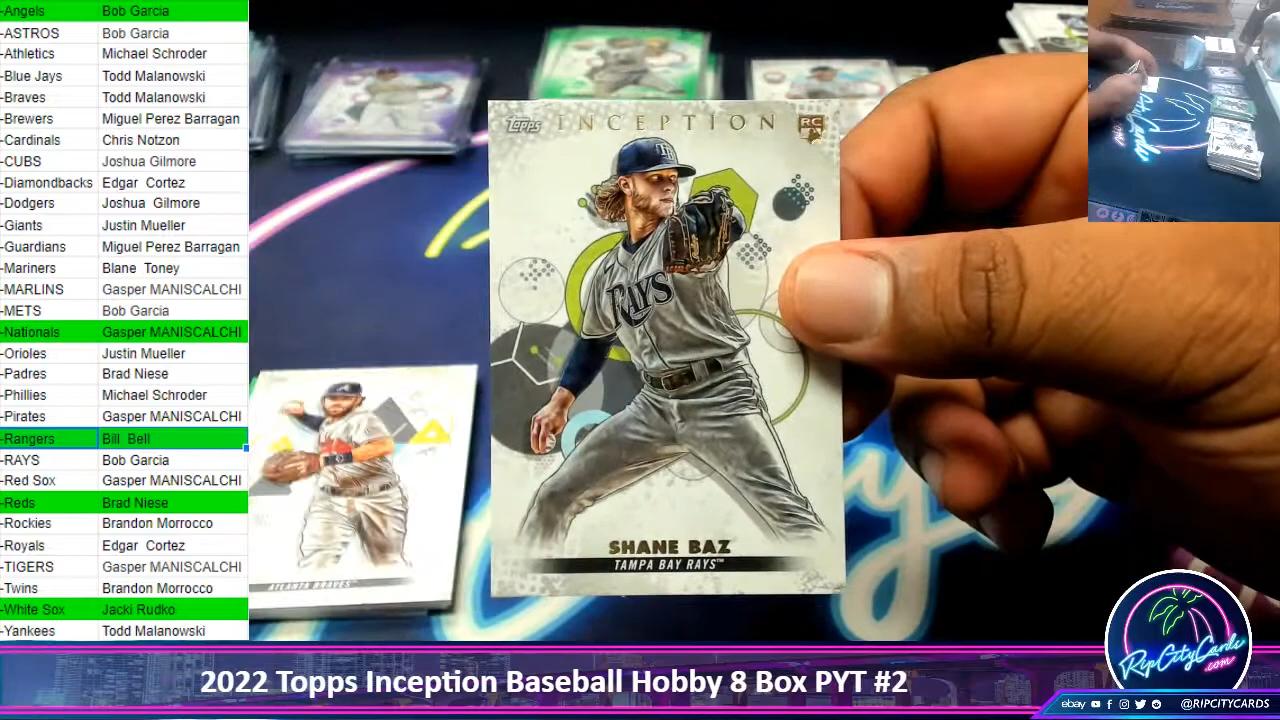 -Angels Bob Garcia
-ASTROS Bob Garcia
-Athletics Michael Schroder
-Blue Jays Todd Malanowski
-Braves Todd Malanowski
-Brewers Miguel Perez Barragan
-Cardinals Chris Notzon
-CUBS Joshua Gilmore
-Diamondbacks Edgar Cortez
-Dodgers Joshua Gilmore
-Giants Justin Mueller
-Guardians Miguel Perez Barragan
-Mariners Blane Toney
-MARLINS Gasper MANISCALCHI
-METS Bob Garcia
-Nationals Gasper MANISCALCHI
-Orioles Justin Mueller
-Padres Brad Niese
-Phillies Michael Schroder
-Pirates Gasper MANISCALCHI
-Rangers Bill Bell
-RAYS Bob Garcia
-Red Sox Gasper MANISCALCHI
-Reds Brad Niese
-Rockies Brandon Morrocco
-Royals Edgar Cortez
-TIGERS Gasper MANISCALCHI
-Twins Brandon Morrocco
-White Sox Jacki Rudko
-Yankees Todd Malanowski
Topps INCEPTION RC
TB
RAYS
SHANE BAZ
TAMPA BAY RAYS™
ATLANTA BRAVES™
RipCityCards
.com
2022 Topps Inception Baseball Hobby 8 Box PYT #2
ebay @RIPCITYCARDS